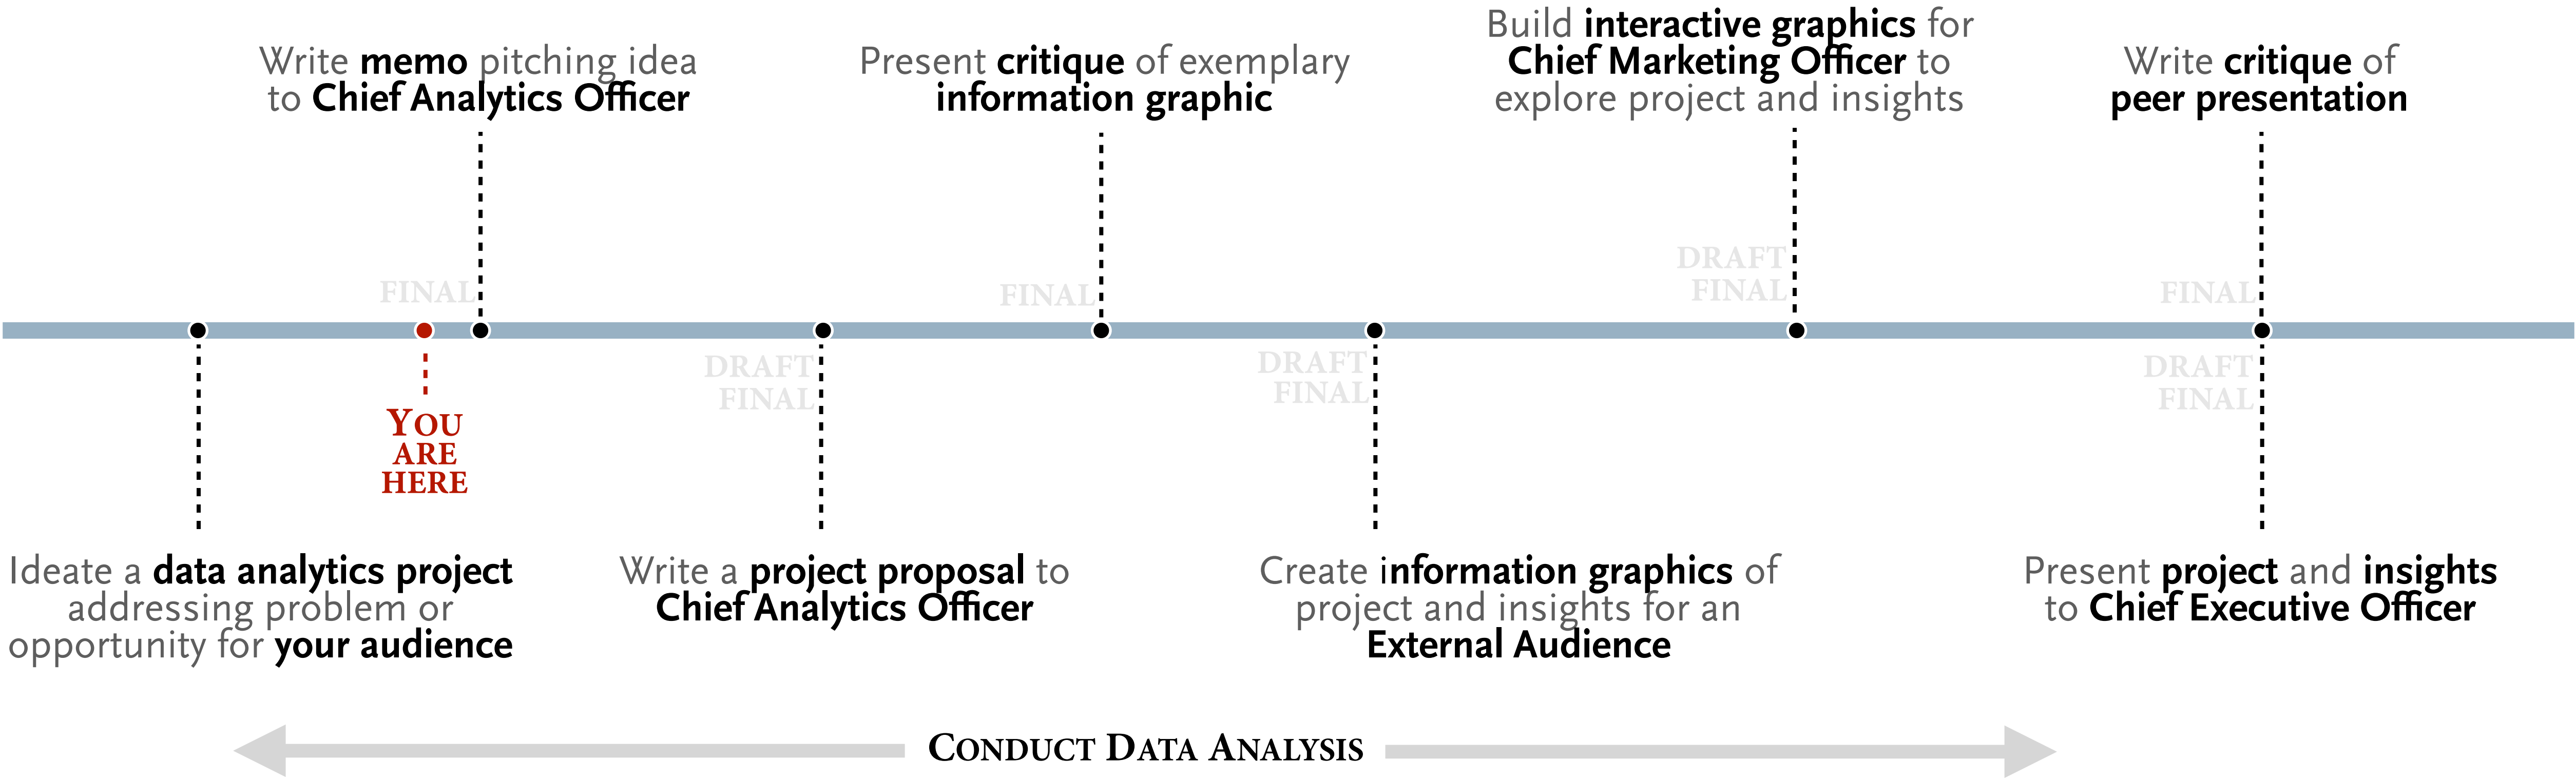 Write memo pitching idea
to Chief Analytics Officer
Present critique of exemplary
information graphic
Build interactive graphics for
Chief Marketing Officer to
explore project and insights
Write critique of
peer presentation
FINAL
FINAL
DRAFT
FINAL
FINAL
YOU
ARE
HERE
DRAFT
FINAL
DRAFT
FINAL
DRAFT
FINAL
Ideate a data analytics project
addressing problem or
opportunity for your audience
Write a project proposal to
Chief Analytics Officer
Create information graphics of
project and insights for an
External Audience
Present project and insights
to Chief Executive Officer
CONDUCT DATA ANALYSIS